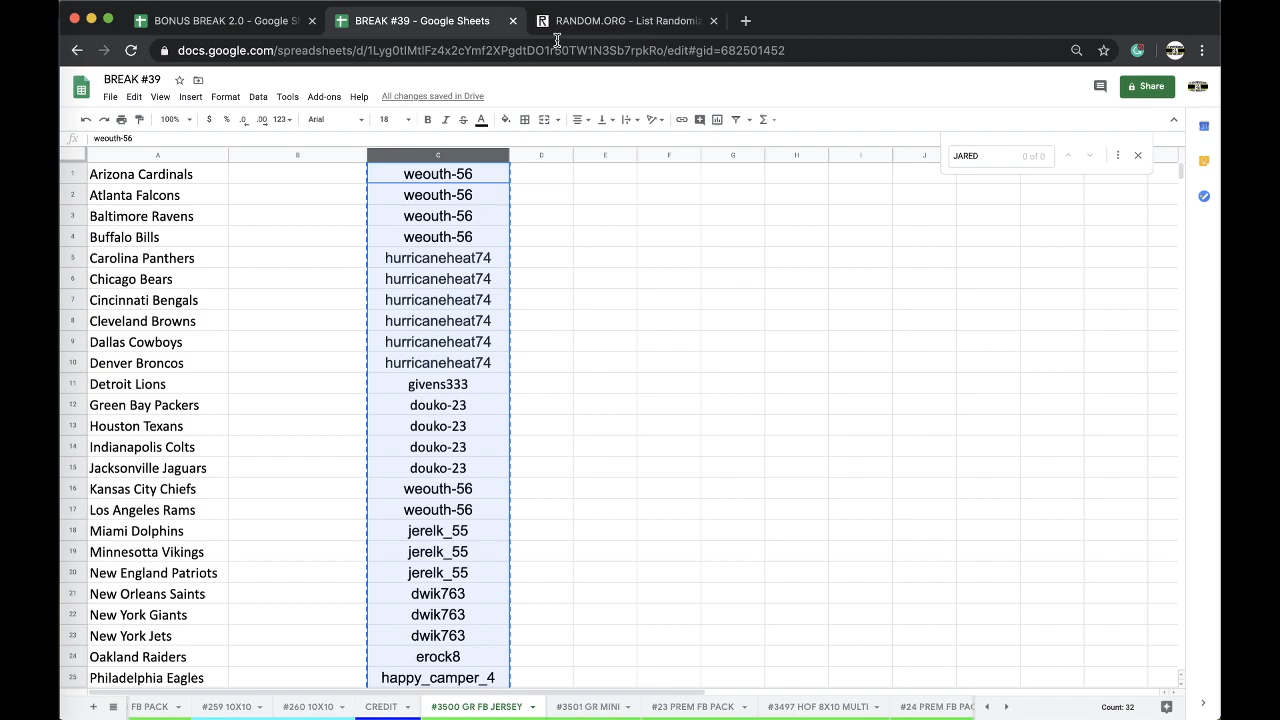 BONUS BREAK 2.0 - Google Sh
BREAK #39 - Google Sheets
RANDOM.ORG - List Randomiz
docs.google.com/spreadsheets/d/1Lyg0tIMtlFz4x2cYmf2XPgdtDO1rS0TW1N3Sb7rpkRo/edit#gid=682501452
BREAK #39
File Edit View Insert Format Data Tools Add-ons Help All changes saved in Drive
Share
100% $ % .0 .00 123 Arial 18 B I S A
fx weouth-56
JARED 0 of 0
A B C D E F G H I J
1 Arizona Cardinals weouth-56
2 Atlanta Falcons weouth-56
3 Baltimore Ravens weouth-56
4 Buffalo Bills weouth-56
5 Carolina Panthers hurricaneheat74
6 Chicago Bears hurricaneheat74
7 Cincinnati Bengals hurricaneheat74
8 Cleveland Browns hurricaneheat74
9 Dallas Cowboys hurricaneheat74
10 Denver Broncos hurricaneheat74
11 Detroit Lions givens333
12 Green Bay Packers douko-23
13 Houston Texans douko-23
14 Indianapolis Colts douko-23
15 Jacksonville Jaguars douko-23
16 Kansas City Chiefs weouth-56
17 Los Angeles Rams weouth-56
18 Miami Dolphins jerelk_55
19 Minnesotta Vikings jerelk_55
20 New England Patriots jerelk_55
21 New Orleans Saints dwik763
22 New York Giants dwik763
23 New York Jets dwik763
24 Oakland Raiders erock8
25 Philadelphia Eagles happy_camper_4
FB PACK #259 10X10 #260 10X10 CREDIT #3500 GR FB JERSEY #3501 GR MINI #23 PREM FB PACK #3497 HOF 8X10 MULTI #24 PREM FB PAC Count: 32